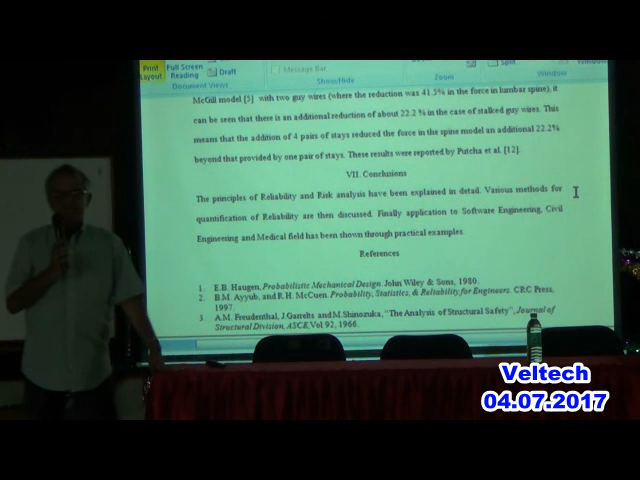 Print
Layout
Full Screen
Reading
Draft
Document Views
Message Bar
Show/Hide
Zoom
Split
Window
Window
McGill model [5] with two guy wires (where the reduction was 41.5% in the force in lumbar spine), it
can be seen that there is an additional reduction of about 22.2 % in the case of stalked guy wires. This
means that the addition of 4 pairs of stays reduced the force in the spine model an additional 22.2%
beyond that provided by one pair of stays. These results were reported by Putcha et al. [12].
VII. Conclusions
The principles of Reliability and Risk analysis have been explained in detail. Various methods for
quantification of Reliability are then discussed. Finally application to Software Engineering, Civil
Engineering and Medical field has been shown through practical examples.
References
1. E.B. Haugen, Probabilistic Mechanical Design. John Wiley & Sons, 1980.
2. B.M. Ayyub, and R.H. McCuen. Probability, Statistics, & Reliability for Engineers. CRC Press,
1997.
3. A.M. Freudenthal, J.Garrelts and M.Shinozuka, "The Analysis of Structural Safety", Journal of
Structural Division, ASCE, Vol 92, 1966.
Veltech
04.07.2017